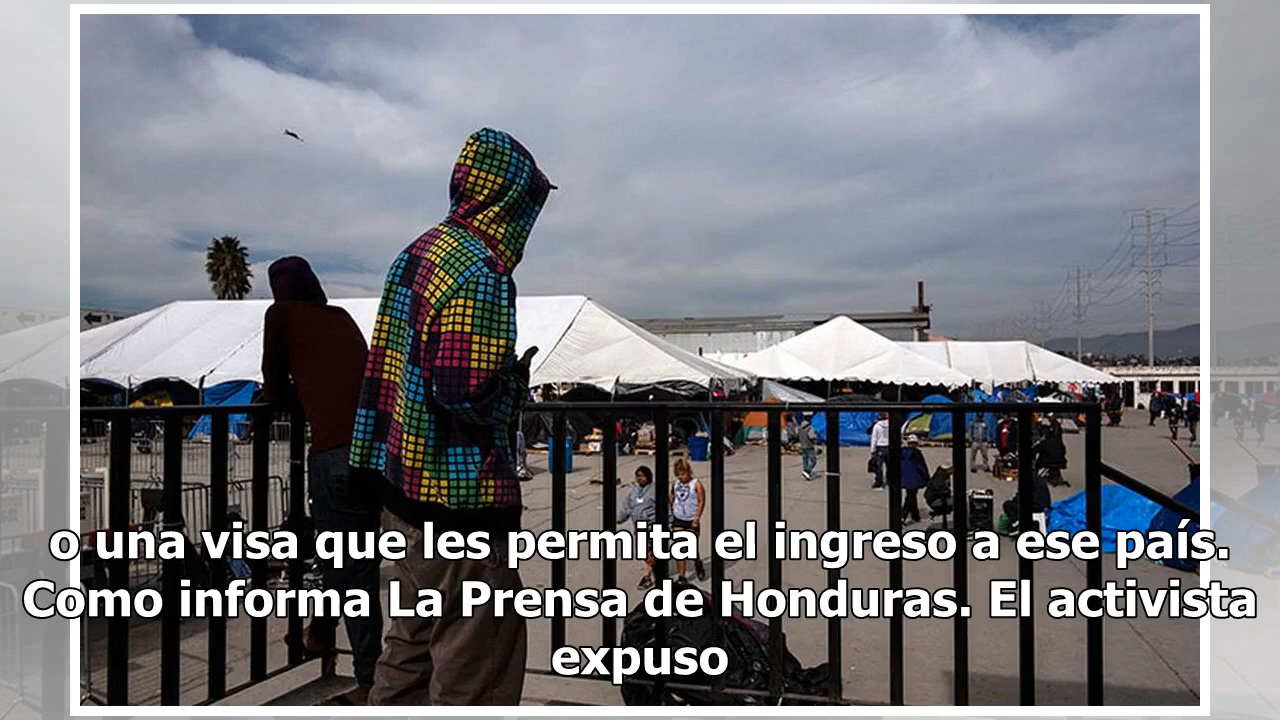 o una visa que les permita el ingreso a ese país.
Como informa La Prensa de Honduras. El activista
expuso